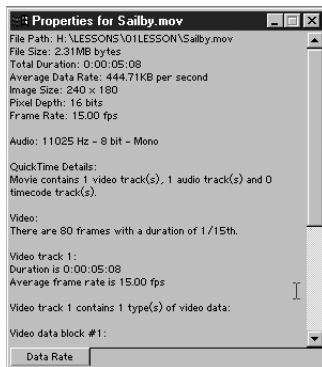 Properties for Sailby.mov
File Path: H:\LESSONS\01LESSON\Sailby.mov
File Size: 2.31MB bytes
Total Duration: 0:00:05:08
Average Data Rate: 444.71KB per second
Image Size: 240 × 180
Pixel Depth: 16 bits
Frame Rate: 15.00 fps
Audio: 11025 Hz - 8 bit - Mono
QuickTime Details:
Movie contains 1 video track(s), 1 audio track(s) and 0
timecode track(s).
Video:
There are 80 frames with a duration of 1/15th.
Video track 1:
Duration is 0:00:05:08
Average frame rate is 15.00 fps
Video track 1 contains 1 type(s) of video data:
Video data block #1:
Data Rate